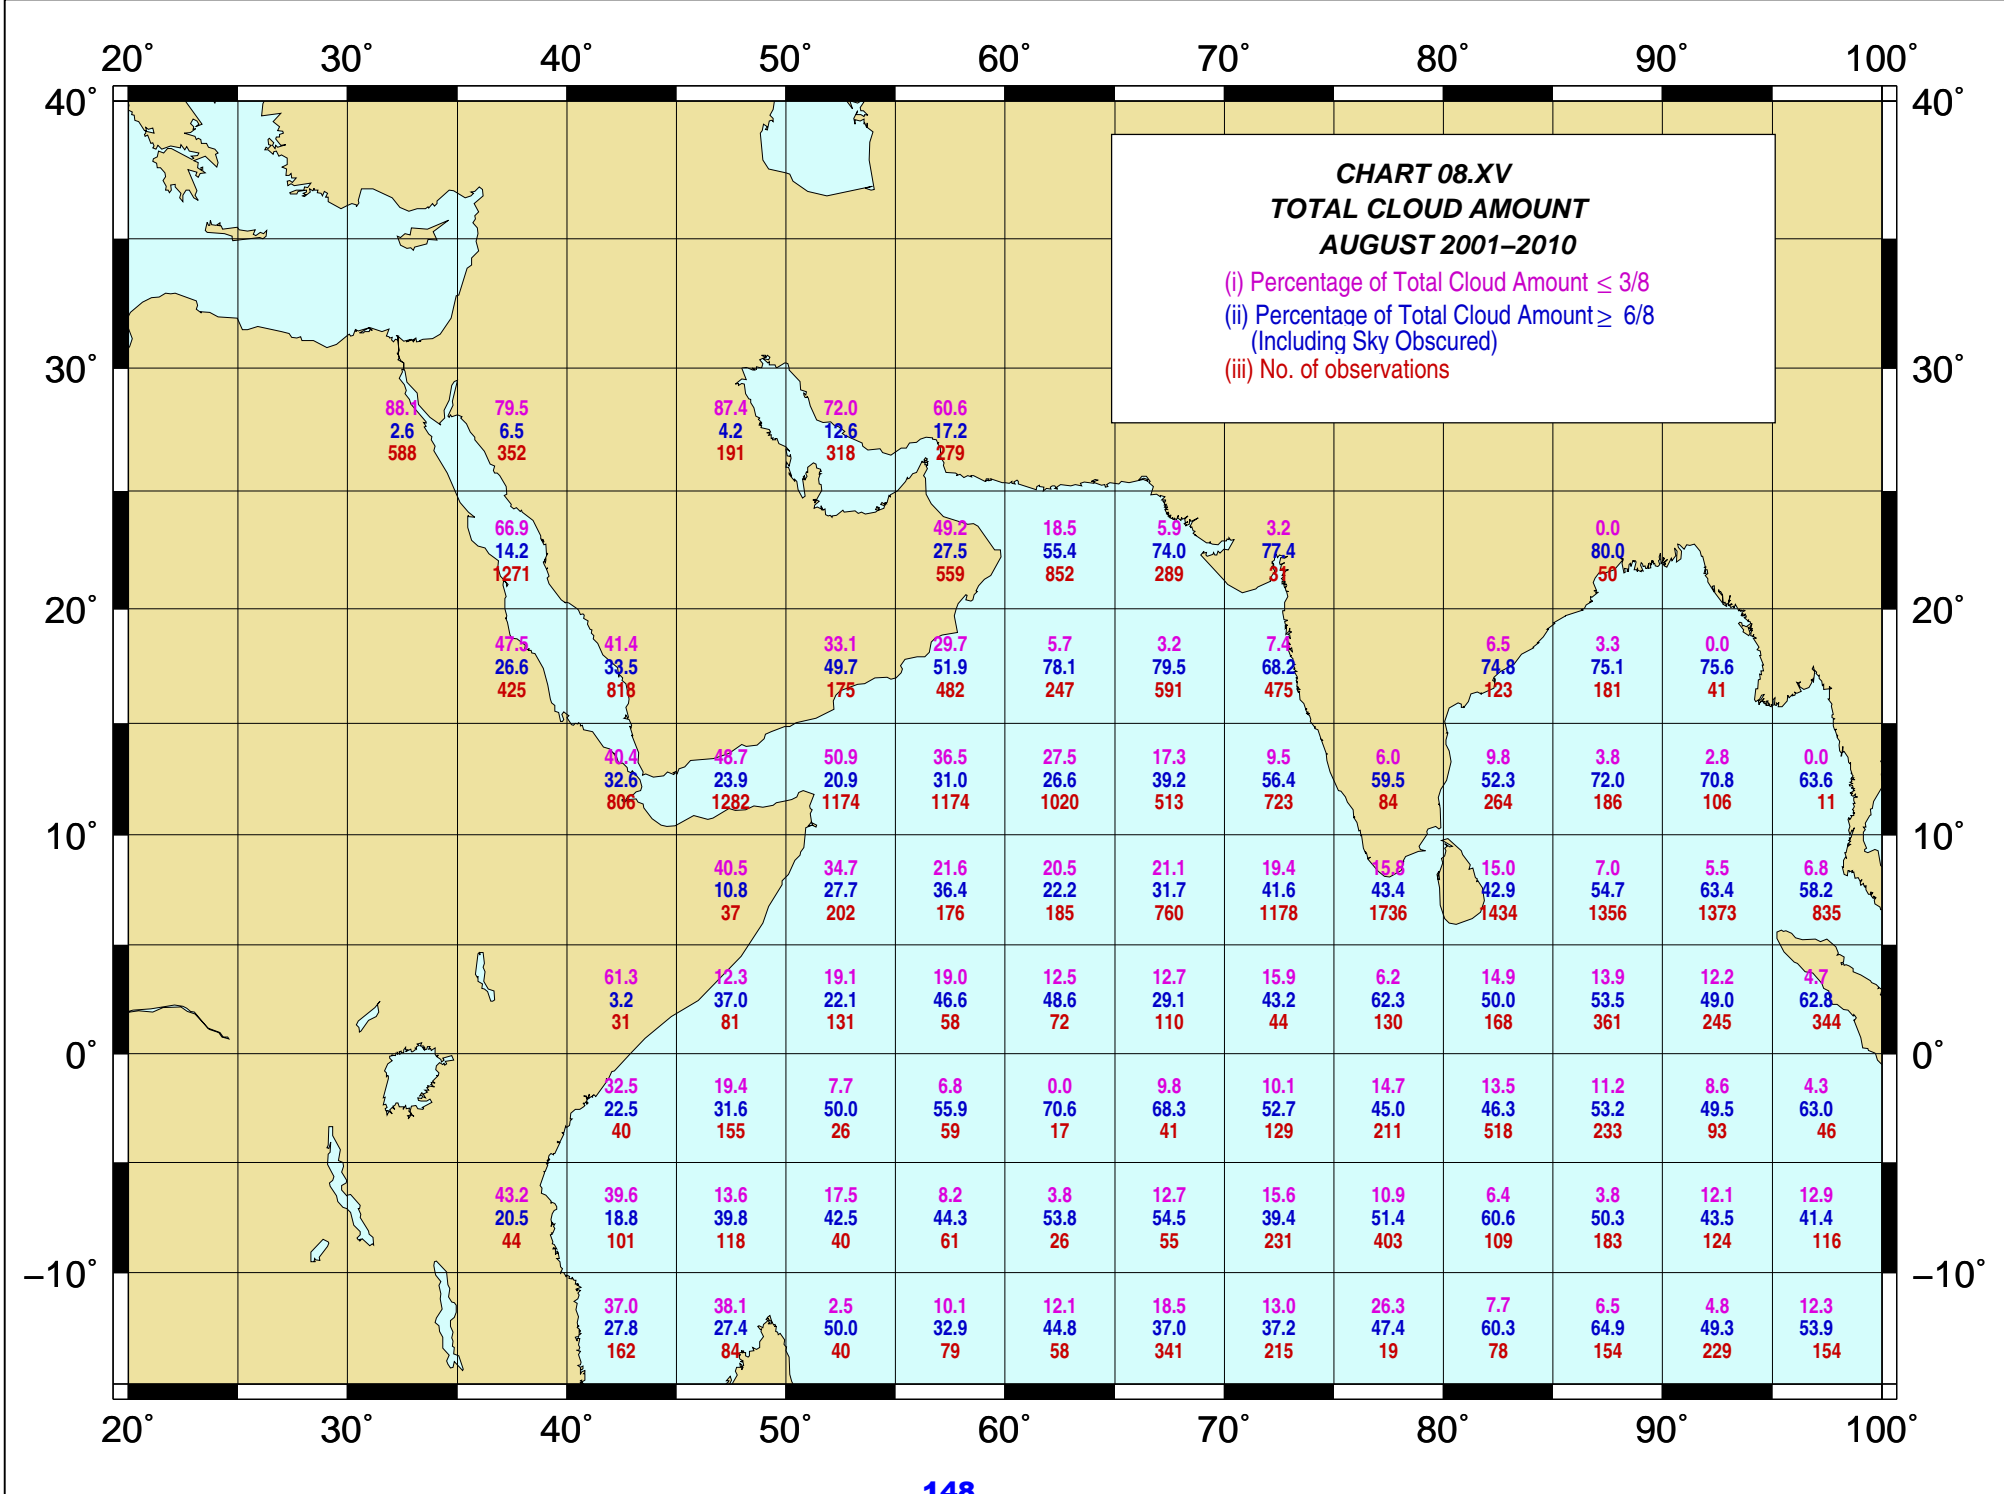 20° 30° 40° 50° 60° 70° 80° 90° 100°
40° 40°
CHART 08.XV
TOTAL CLOUD AMOUNT
AUGUST 2001–2010
(i) Percentage of Total Cloud Amount ≤ 3/8
(ii) Percentage of Total Cloud Amount ≥ 6/8
(Including Sky Obscured)
(iii) No. of observations
30° 30°
88.1 79.5 87.4 72.0 60.6
2.6 6.5 4.2 12.6 17.2
588 352 191 318 279
66.9 49.2 18.5 5.9 3.2 0.0
14.2 27.5 55.4 74.0 77.4 80.0
1271 559 852 289 31 50
20° 20°
47.5 41.4 33.1 29.7 5.7 3.2 7.4 6.5 3.3 0.0
26.6 33.5 49.7 51.9 78.1 79.5 68.2 74.8 75.1 75.6
425 818 175 482 247 591 475 123 181 41
40.4 48.7 50.9 36.5 27.5 17.3 9.5 6.0 9.8 3.8 2.8 0.0
32.6 23.9 20.9 31.0 26.6 39.2 56.4 59.5 52.3 72.0 70.8 63.6
806 1282 1174 1174 1020 513 723 84 264 186 106 11
10° 10°
40.5 34.7 21.6 20.5 21.1 19.4 15.8 15.0 7.0 5.5 6.8
10.8 27.7 36.4 22.2 31.7 41.6 43.4 42.9 54.7 63.4 58.2
37 202 176 185 760 1178 1736 1434 1356 1373 835
61.3 12.3 19.1 19.0 12.5 12.7 15.9 6.2 14.9 13.9 12.2 4.7
3.2 37.0 22.1 46.6 48.6 29.1 43.2 62.3 50.0 53.5 49.0 62.8
31 81 131 58 72 110 44 130 168 361 245 344
0° 0°
32.5 19.4 7.7 6.8 0.0 9.8 10.1 14.7 13.5 11.2 8.6 4.3
22.5 31.6 50.0 55.9 70.6 68.3 52.7 45.0 46.3 53.2 49.5 63.0
40 155 26 59 17 41 129 211 518 233 93 46
43.2 39.6 13.6 17.5 8.2 3.8 12.7 15.6 10.9 6.4 3.8 12.1 12.9
20.5 18.8 39.8 42.5 44.3 53.8 54.5 39.4 51.4 60.6 50.3 43.5 41.4
44 101 118 40 61 26 55 231 403 109 183 124 116
−10° −10°
37.0 38.1 2.5 10.1 12.1 18.5 13.0 26.3 7.7 6.5 4.8 12.3
27.8 27.4 50.0 32.9 44.8 37.0 37.2 47.4 60.3 64.9 49.3 53.9
162 84 40 79 58 341 215 19 78 154 229 154
20° 30° 40° 50° 60° 70° 80° 90° 100°
148